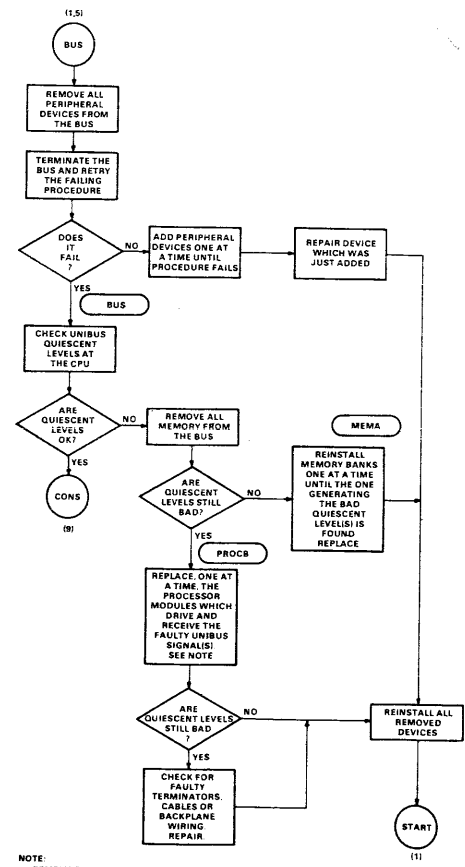 (1,5)
BUS
REMOVE ALL
PERIPHERAL
DEVICES FROM
THE BUS
TERMINATE THE
BUS AND RETRY
THE FAILING
PROCEDURE
DOES
IT
FAIL
?
NO
ADD PERIPHERAL
DEVICES ONE AT
A TIME UNTIL
PROCEDURE FAILS
REPAIR DEVICE
WHICH WAS
JUST ADDED
YES
BUS
CHECK UNIBUS
QUIESCENT
LEVELS AT
THE CPU
ARE
QUIESCENT
LEVELS
OK?
NO
REMOVE ALL
MEMORY FROM
THE BUS
MEMA
YES
CONS
(9)
ARE
QUIESCENT
LEVELS STILL
BAD?
NO
REINSTALL
MEMORY BANKS
ONE AT A TIME
UNTIL THE ONE
GENERATING
THE BAD
QUIESCENT
LEVEL(S) IS
FOUND
REPLACE
YES
PROCB
REPLACE, ONE AT
A TIME, THE
PROCESSOR
MODULES WHICH
DRIVE AND
RECEIVE THE
FAULTY UNIBUS
SIGNAL(S)
SEE NOTE
ARE
QUIESCENT LEVELS
STILL BAD
?
NO
REINSTALL ALL
REMOVED
DEVICES
YES
CHECK FOR
FAULTY
TERMINATORS,
CABLES OR
BACKPLANE
WIRING.
REPAIR.
START
(1)
NOTE: